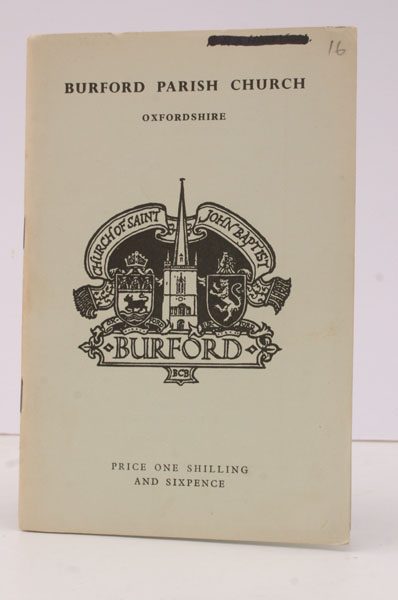 16
BURFORD PARISH CHURCH
OXFORDSHIRE
CHURCH OF SAINT
JOHN BAPTIST
BURFORD
BCB
PRICE ONE SHILLING
AND SIXPENCE